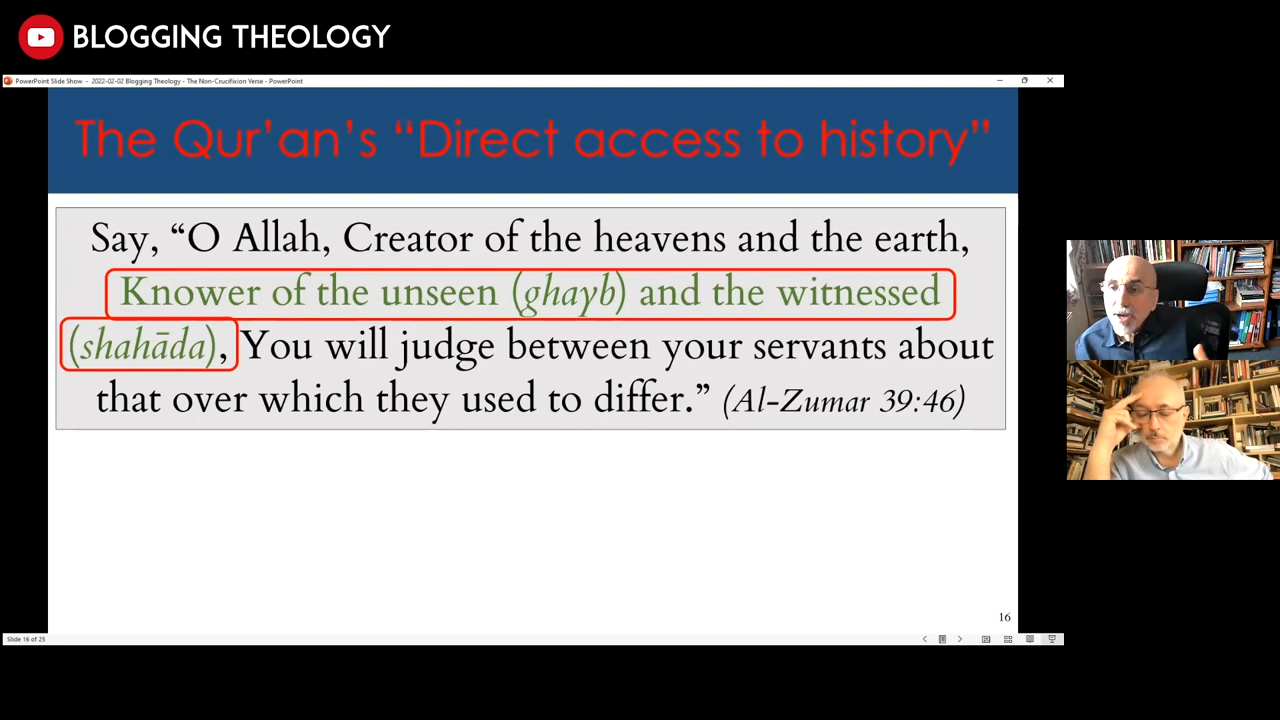 BLOGGING THEOLOGY
PowerPoint Slide Show - 2022-02-02 Blogging Theology - The Non-Crucifixion Verse - PowerPoint
The Qur’an’s “Direct access to history”
Say, “O Allah, Creator of the heavens and the earth,
Knower of the unseen (ghayb) and the witnessed
(shahāda), You will judge between your servants about
that over which they used to differ.” (Al-Zumar 39:46)
16
Slide 16 of 25